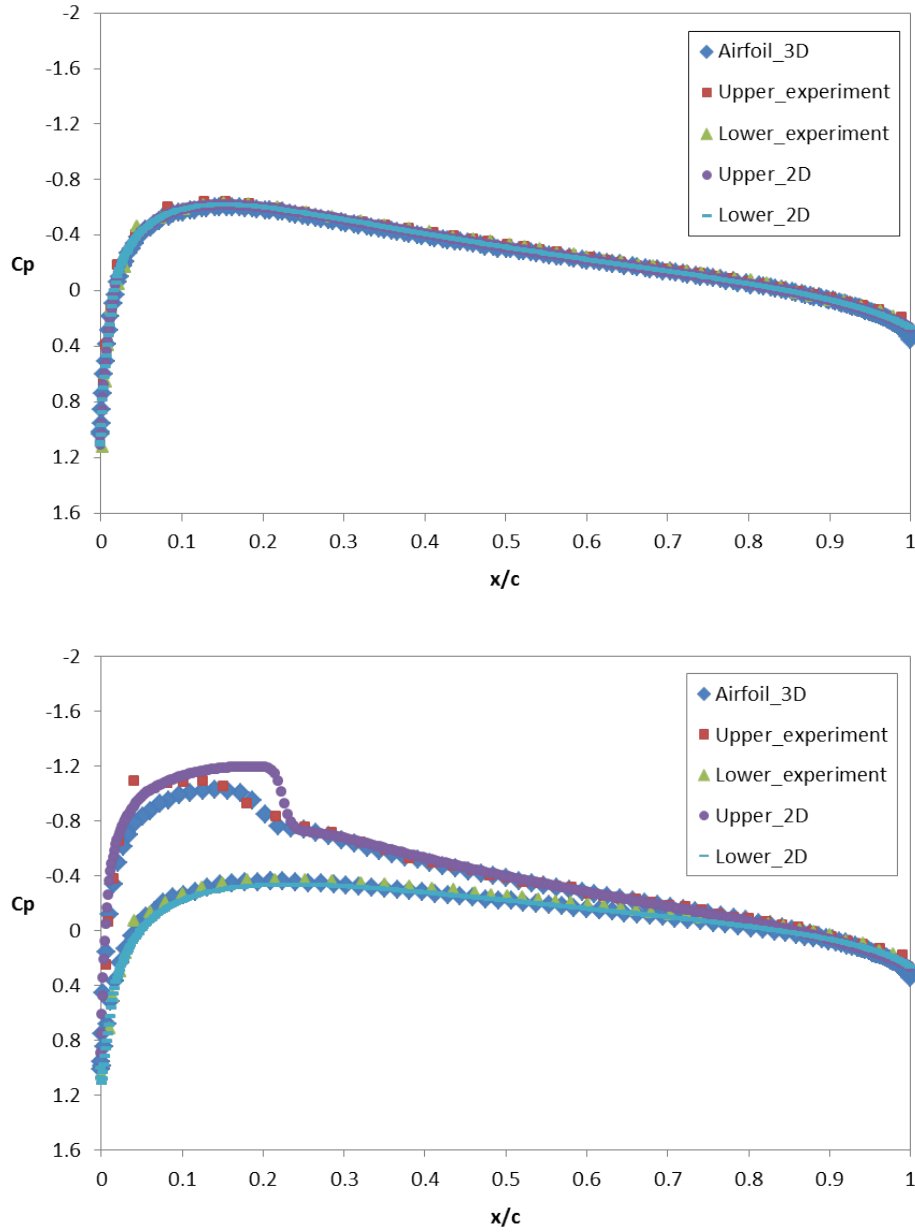 -2
-1.6
-1.2
-0.8
-0.4
0
0.4
0.8
1.2
1.6
Cp
0 0.1 0.2 0.3 0.4 0.5 0.6 0.7 0.8 0.9 1
x/c
Airfoil_3D
Upper_experiment
Lower_experiment
Upper_2D
Lower_2D
-2
-1.6
-1.2
-0.8
-0.4
0
0.4
0.8
1.2
1.6
Cp
0 0.1 0.2 0.3 0.4 0.5 0.6 0.7 0.8 0.9 1
x/c
Airfoil_3D
Upper_experiment
Lower_experiment
Upper_2D
Lower_2D